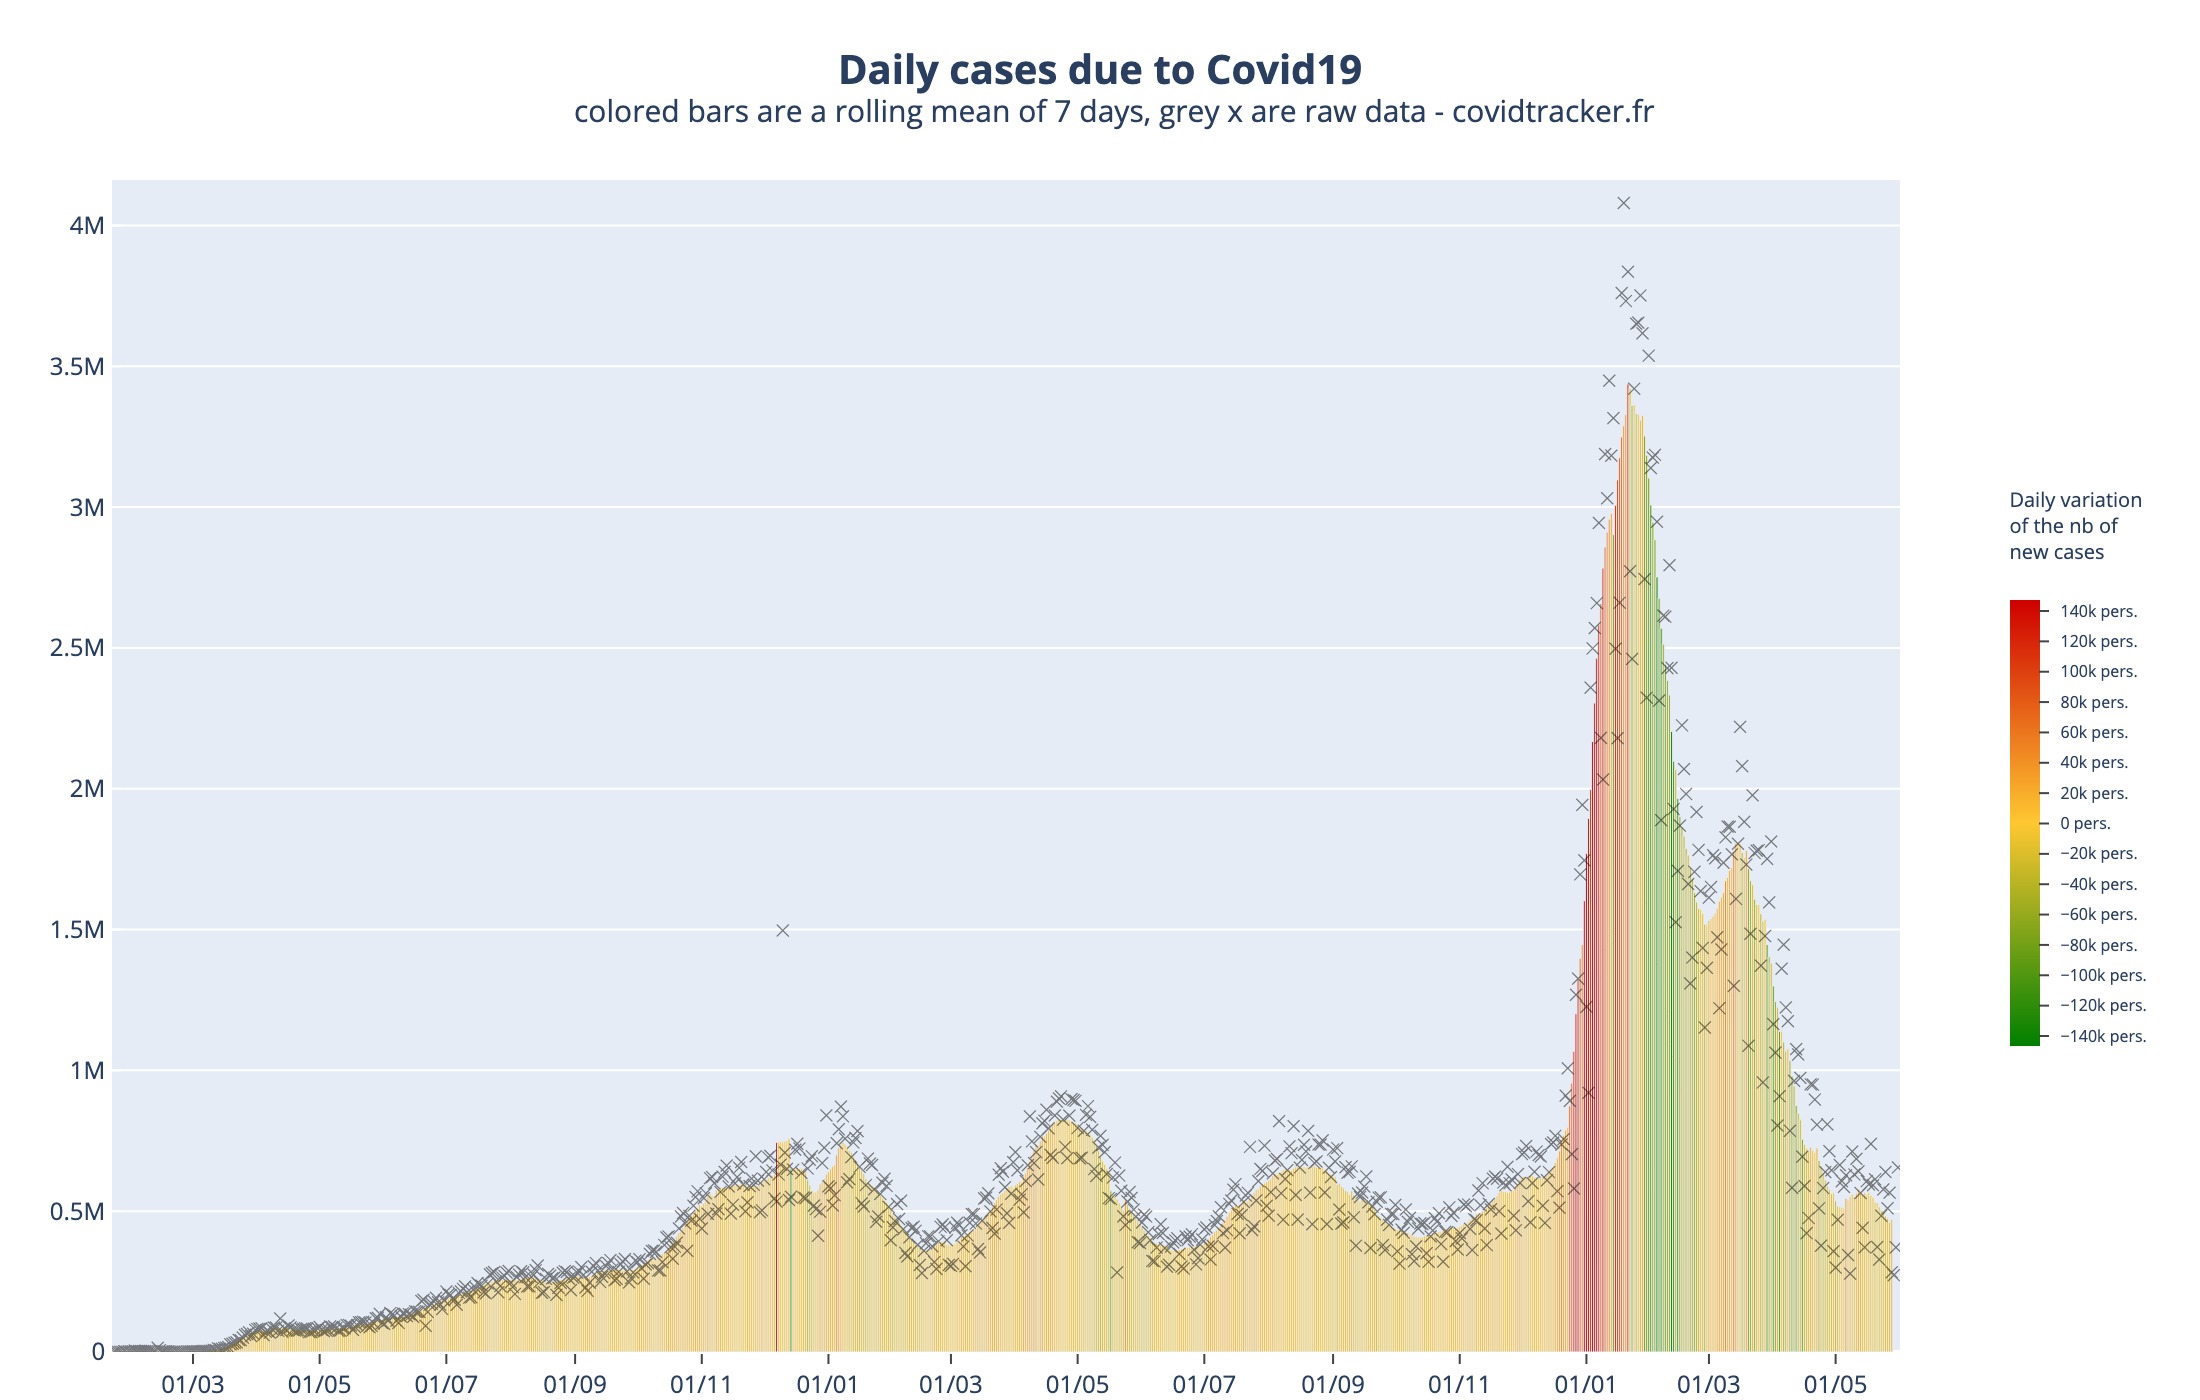 Daily cases due to Covid19
colored bars are a rolling mean of 7 days, grey x are raw data - covidtracker.fr
4M
3.5M
3M
2.5M
2M
1.5M
1M
0.5M
0
01/03 01/05 01/07 01/09 01/11 01/01 01/03 01/05 01/07 01/09 01/11 01/01 01/03 01/05
Daily variation
of the nb of
new cases
140k pers.
120k pers.
100k pers.
80k pers.
60k pers.
40k pers.
20k pers.
0 pers.
−20k pers.
−40k pers.
−60k pers.
−80k pers.
−100k pers.
−120k pers.
−140k pers.